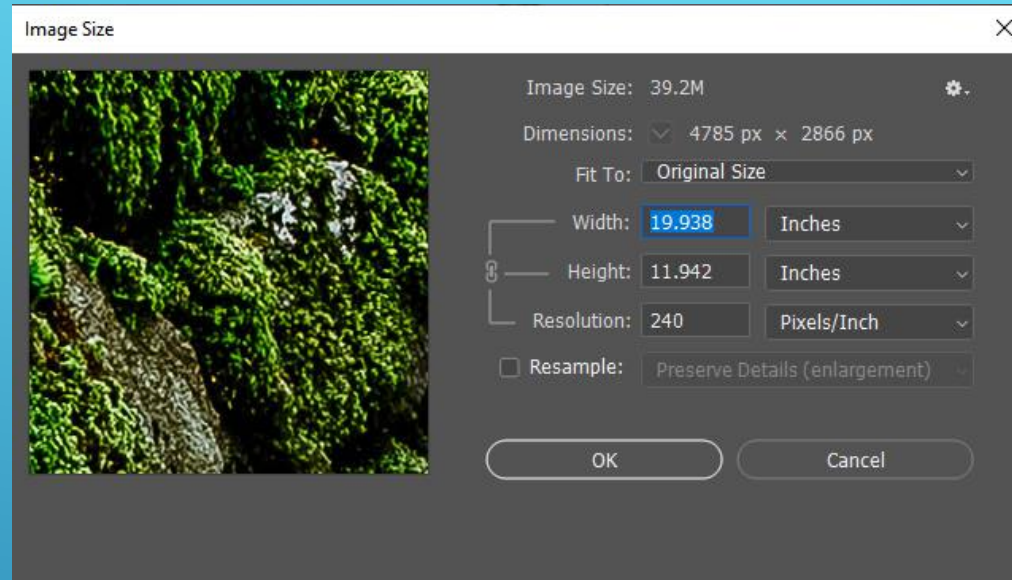 Image Size
Image Size: 39.2M
Dimensions: 4785 px × 2866 px
Fit To: Original Size
Width: 19.938 Inches
Height: 11.942 Inches
Resolution: 240 Pixels/Inch
Resample: Preserve Details (enlargement)
OK Cancel